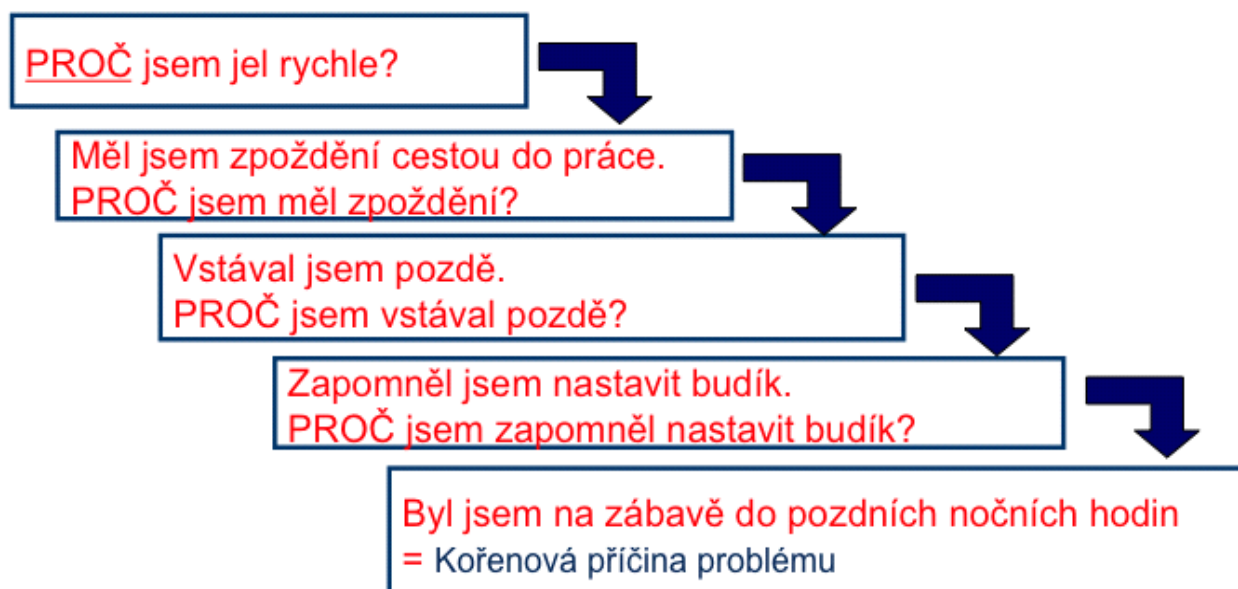 PROČ jsem jel rychle?
Měl jsem zpoždění cestou do práce.
PROČ jsem měl zpoždění?
Vstával jsem pozdě.
PROČ jsem vstával pozdě?
Zapomněl jsem nastavit budík.
PROČ jsem zapomněl nastavit budík?
Byl jsem na zábavě do pozdních nočních hodin
= Kořenová příčina problému